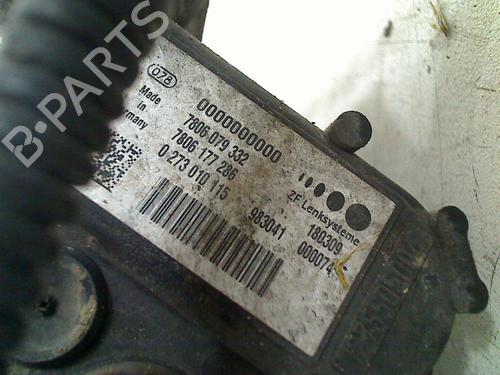 B-PARTS
078
Made
in
Germany
0000000000
7806 079 332
7806 177 286
0 273 010 115
983041
ZF Lenksysteme
180309
000074